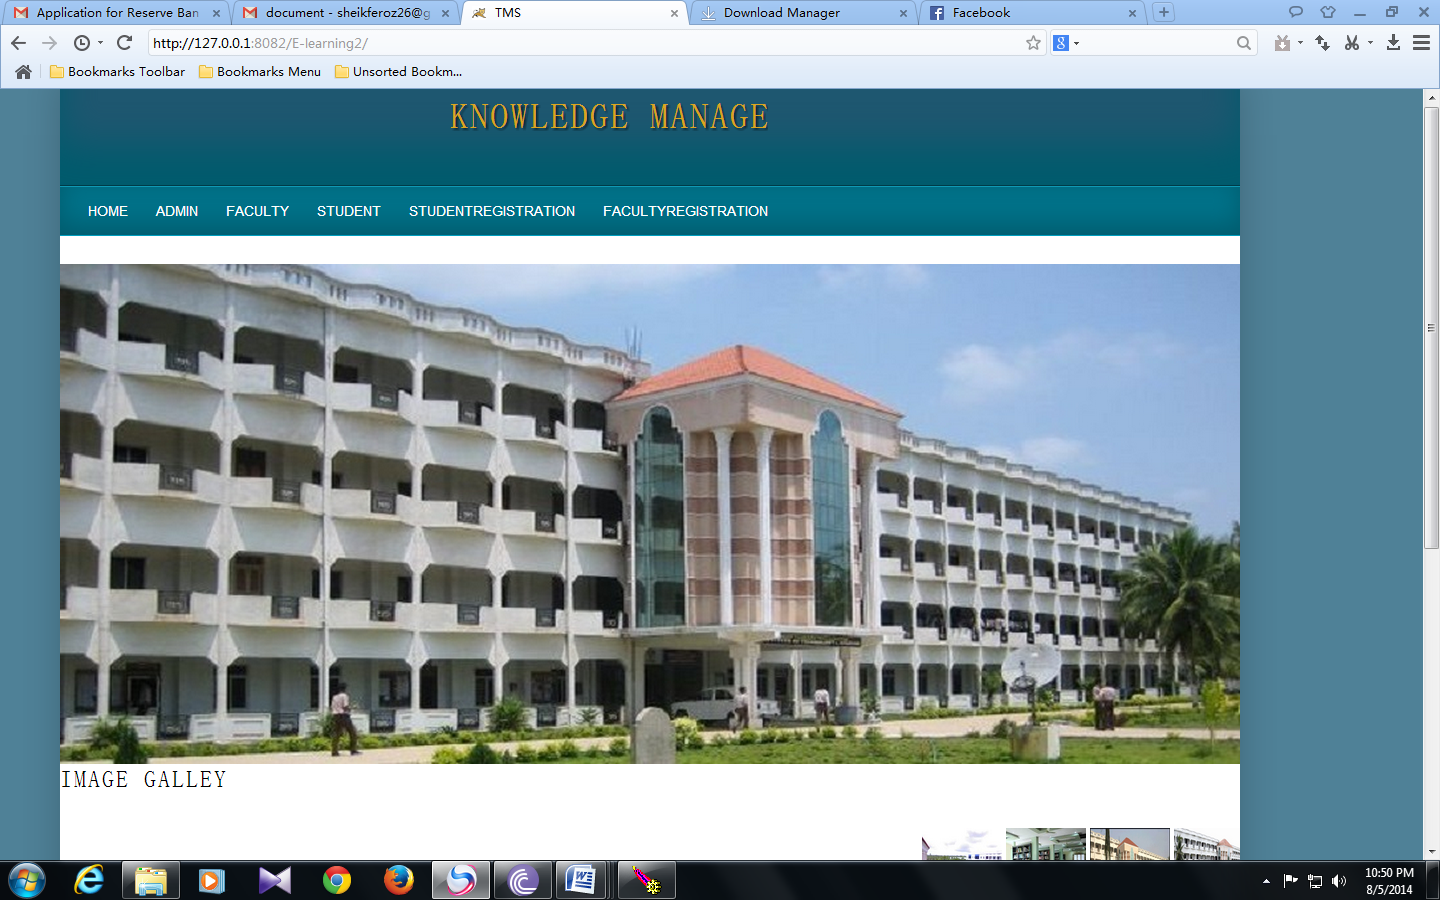 Application for Reserve Ban
document - sheikferoz26@g
TMS
Download Manager
Facebook
http://127.0.0.1:8082/E-learning2/
Bookmarks Toolbar
Bookmarks Menu
Unsorted Bookm...
KNOWLEDGE MANAGE
HOME
ADMIN
FACULTY
STUDENT
STUDENTREGISTRATION
FACULTYREGISTRATION
IMAGE GALLEY
10:50 PM
8/5/2014